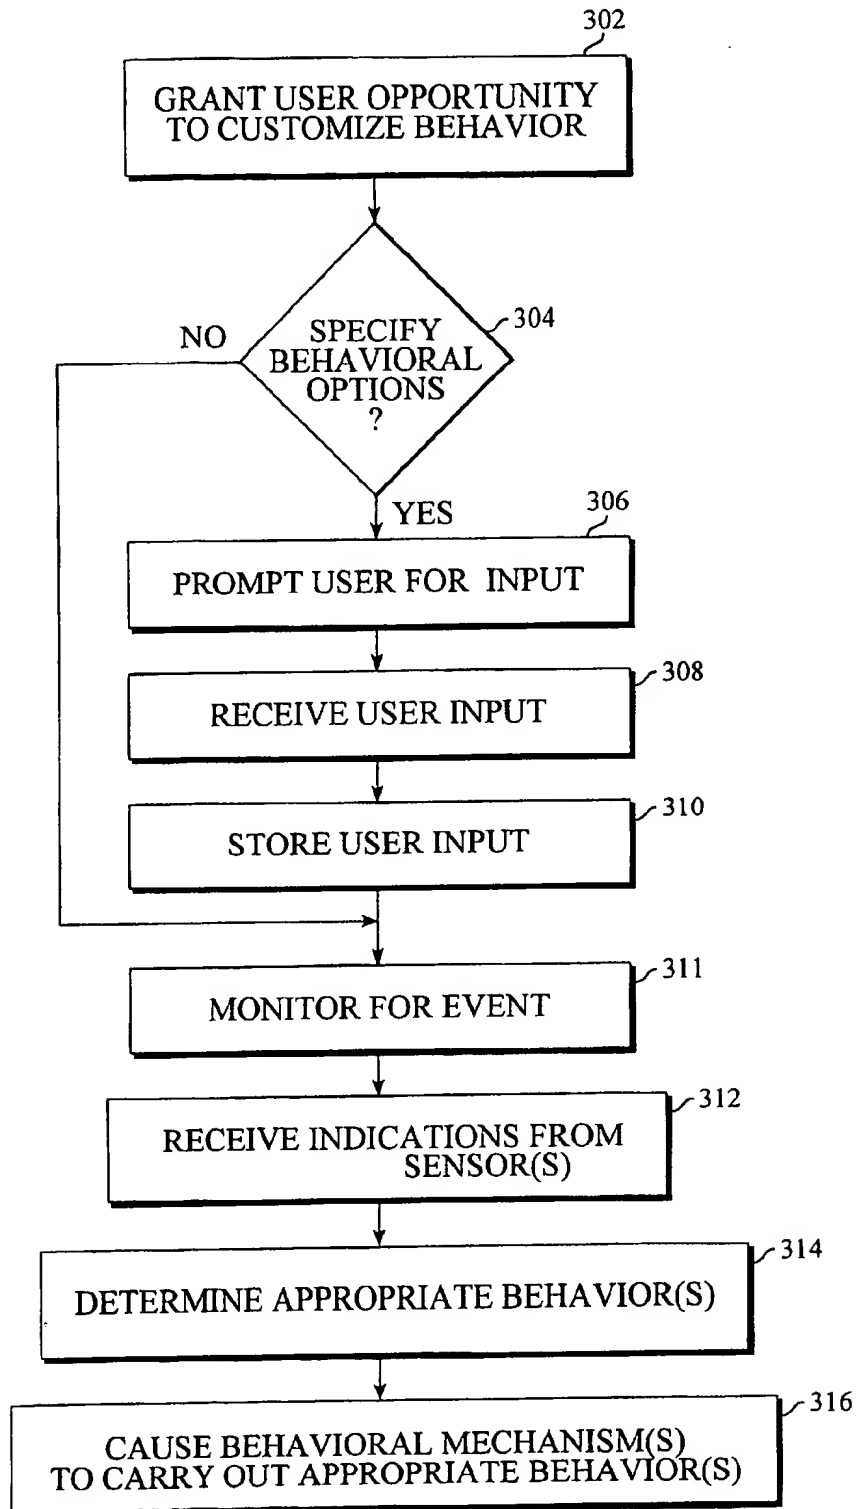 302
GRANT USER OPPORTUNITY
TO CUSTOMIZE BEHAVIOR
304
NO
SPECIFY
BEHAVIORAL
OPTIONS
?
YES
306
PROMPT USER FOR INPUT
308
RECEIVE USER INPUT
310
STORE USER INPUT
311
MONITOR FOR EVENT
312
RECEIVE INDICATIONS FROM
SENSOR(S)
314
DETERMINE APPROPRIATE BEHAVIOR(S)
316
CAUSE BEHAVIORAL MECHANISM(S)
TO CARRY OUT APPROPRIATE BEHAVIOR(S)